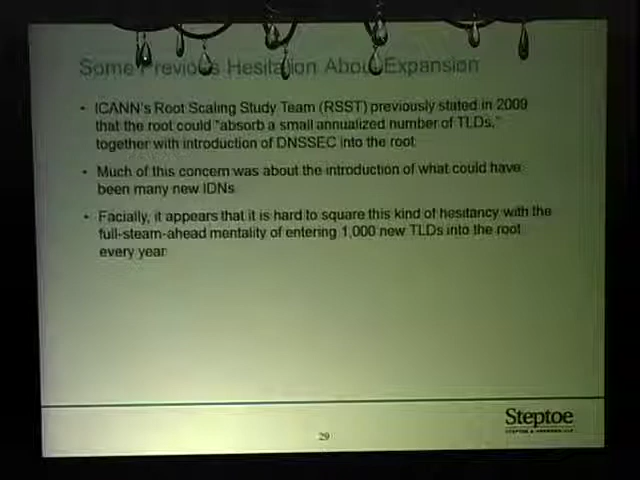 Some Previous Hesitation About Expansion
• ICANN's Root Scaling Study Team (RSST) previously stated in 2009
that the root could "absorb a small annualized number of TLDs,"
together with introduction of DNSSEC into the root
• Much of this concern was about the introduction of what could have
been many new IDNs
• Facially, it appears that it is hard to square this kind of hesitancy with the
full-steam-ahead mentality of entering 1,000 new TLDs into the root
every year
29
Steptoe
STEPTOE & JOHNSON LLP